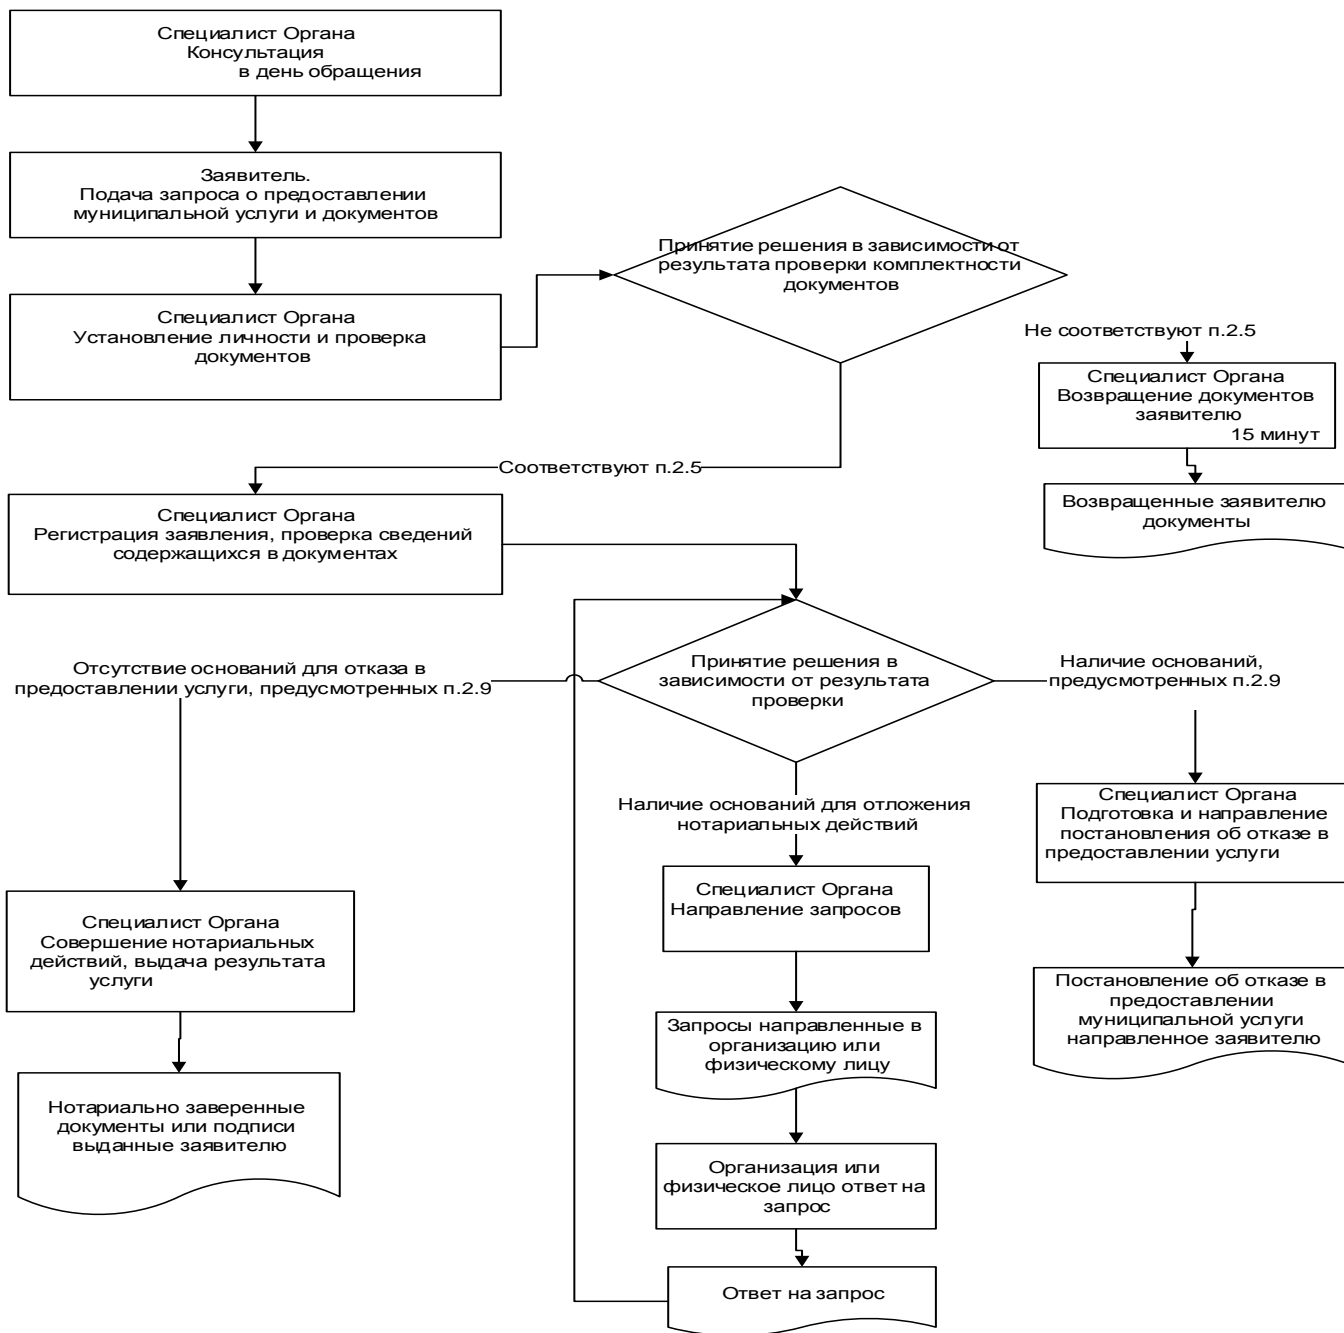 Специалист Органа
Консультация
в день обращения
Заявитель.
Подача запроса о предоставлении
муниципальной услуги и документов
Специалист Органа
Установление личности и проверка
документов
Принятие решения в зависимости от
результата проверки комплектности
документов
Не соответствуют п.2.5
Специалист Органа
Возвращение документов
заявителю
15 минут
Возвращенные заявителю
документы
Соответствуют п.2.5
Специалист Органа
Регистрация заявления, проверка сведений
содержащихся в документах
Принятие решения в
зависимости от результата
проверки
Отсутствие оснований для отказа в
предоставлении услуги, предусмотренных п.2.9
Наличие оснований,
предусмотренных п.2.9
Наличие оснований для отложения
нотариальных действий
Специалист Органа
Подготовка и направление
постановления об отказе в
предоставлении услуги
Специалист Органа
Направление запросов
Специалист Органа
Совершение нотариальных
действий, выдача результата
услуги
Постановление об отказе в
предоставлении
муниципальной услуги
направленное заявителю
Запросы направленные в
организацию или
физическому лицу
Нотариально заверенные
документы или подписи
выданные заявителю
Организация или
физическое лицо ответ на
запрос
Ответ на запрос